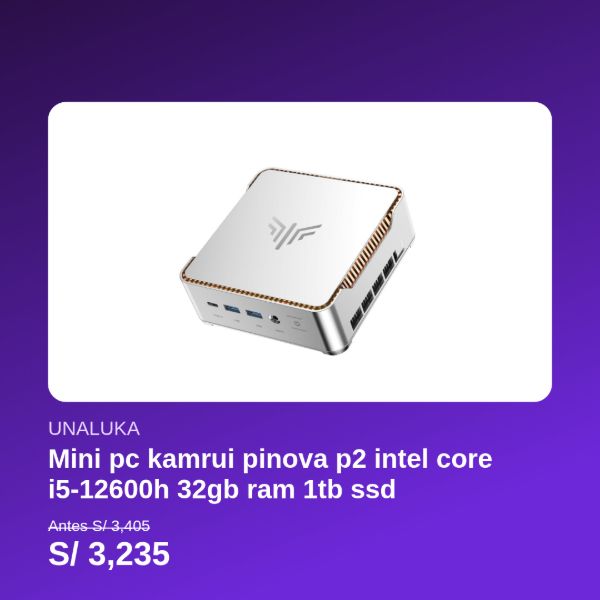 UNALUKA
Mini pc kamrui pinova p2 intel core
i5-12600h 32gb ram 1tb ssd
Antes S/ 3,405
S/ 3,235